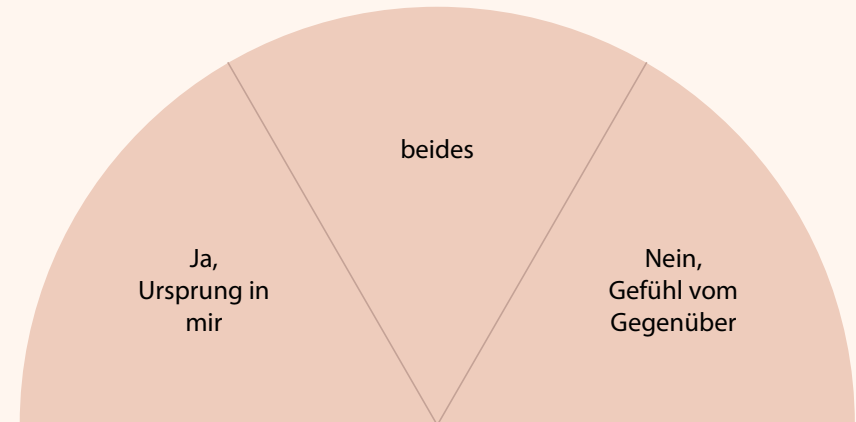 beides
Ja,
Ursprung in
mir
Nein,
Gefühl vom
Gegenüber